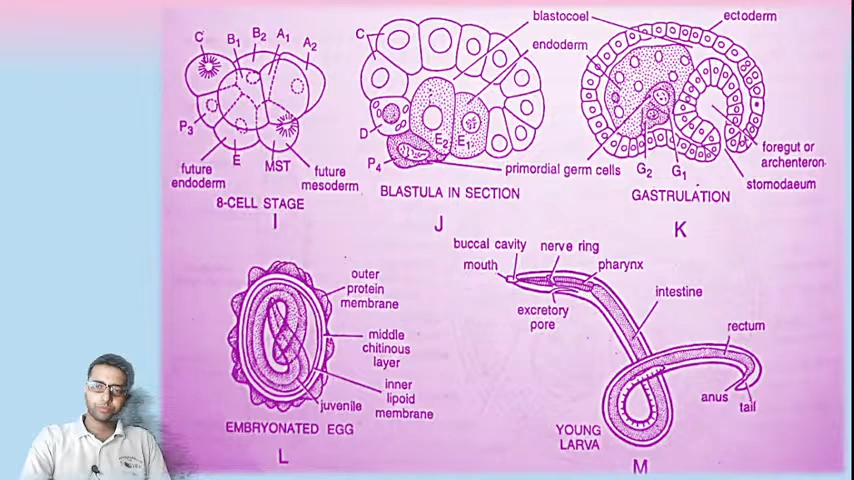 C
B1
B2
A1
A2
P3
E
MST
future
endoderm
future
mesoderm
8-CELL STAGE
I
C
D
P4
E2
E1
blastocoel
endoderm
primordial germ cells
BLASTULA IN SECTION
J
ectoderm
G2
G1
foregut or
archenteron
stomodaeum
GASTRULATION
K
outer
protein
membrane
middle
chitinous
layer
inner
lipoid
membrane
juvenile
EMBRYONATED EGG
L
buccal cavity
nerve ring
mouth
pharynx
excretory
pore
intestine
rectum
anus
tail
YOUNG
LARVA
M